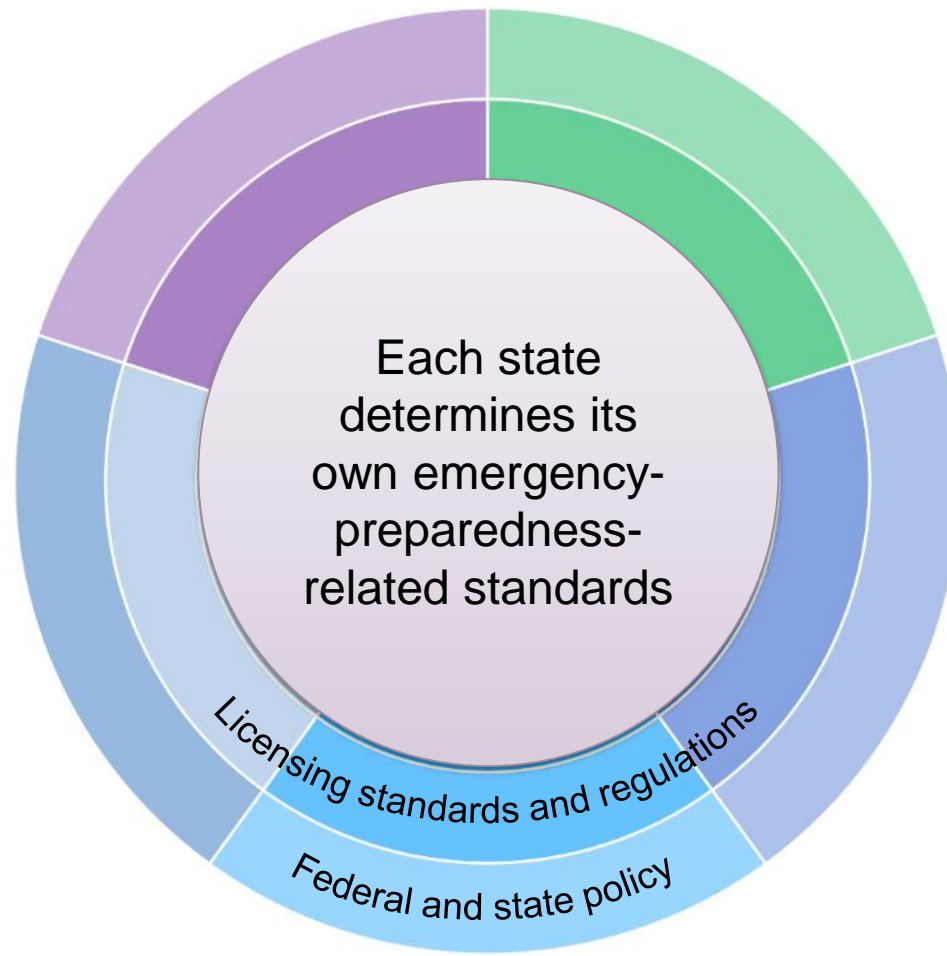 Each state
determines its
own emergency-
preparedness-
related standards
Licensing standards and regulations
Federal and state policy